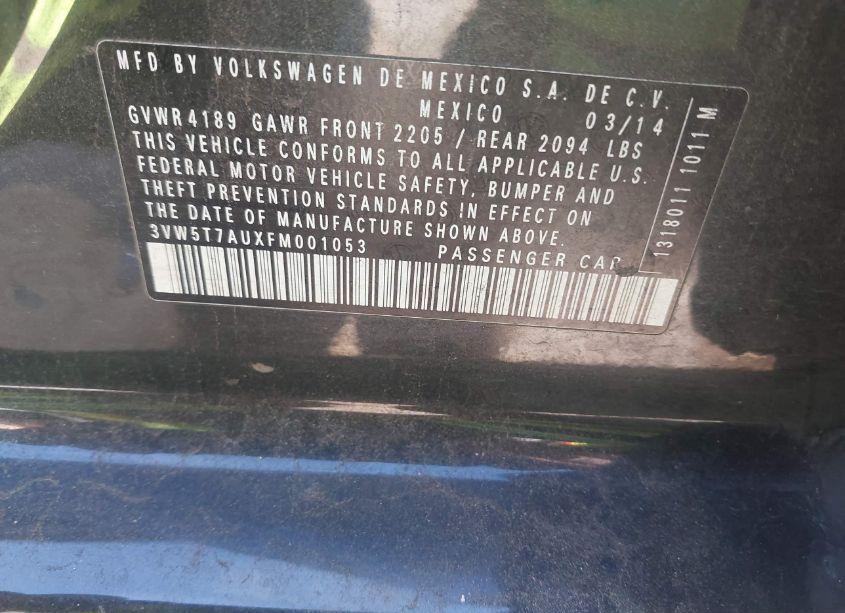 MFD BY VOLKSWAGEN DE MEXICO S.A. DE C.V.
MEXICO 03/14
GVWR4189 GAWR FRONT 2205 / REAR 2094 LBS
THIS VEHICLE CONFORMS TO ALL APPLICABLE U.S.
FEDERAL MOTOR VEHICLE SAFETY, BUMPER AND
THEFT PREVENTION STANDARDS IN EFFECT ON
THE DATE OF MANUFACTURE SHOWN ABOVE.
3VW5T7AUXFM001053 PASSENGER CAR
1318011 1011 M